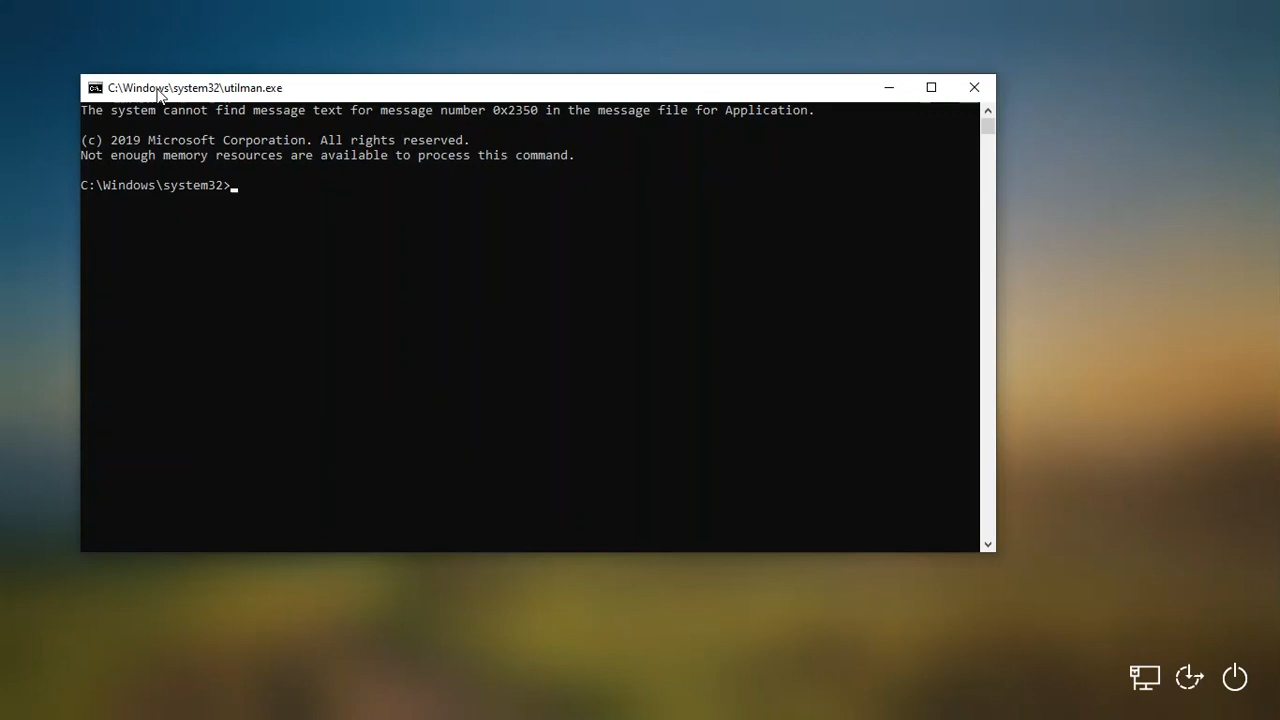 C:\Windows\system32\utilman.exe
The system cannot find message text for message number 0x2350 in the message file for Application.
(c) 2019 Microsoft Corporation. All rights reserved.
Not enough memory resources are available to process this command.
C:\Windows\system32>